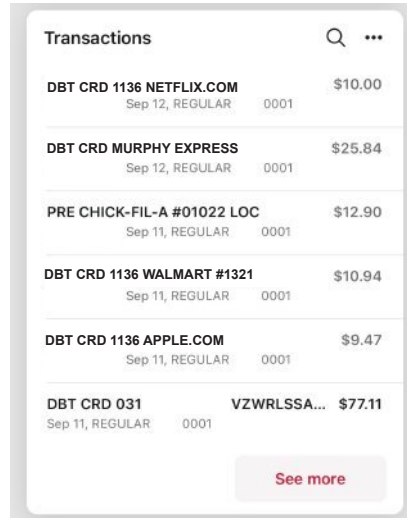 Transactions
DBT CRD 1136 NETFLIX.COM $10.00
Sep 12, REGULAR 0001
DBT CRD MURPHY EXPRESS $25.84
Sep 12, REGULAR 0001
PRE CHICK-FIL-A #01022 LOC $12.90
Sep 11, REGULAR 0001
DBT CRD 1136 WALMART #1321 $10.94
Sep 11, REGULAR 0001
DBT CRD 1136 APPLE.COM $9.47
Sep 11, REGULAR 0001
DBT CRD 031 VZWRLSSA... $77.11
Sep 11, REGULAR 0001
See more